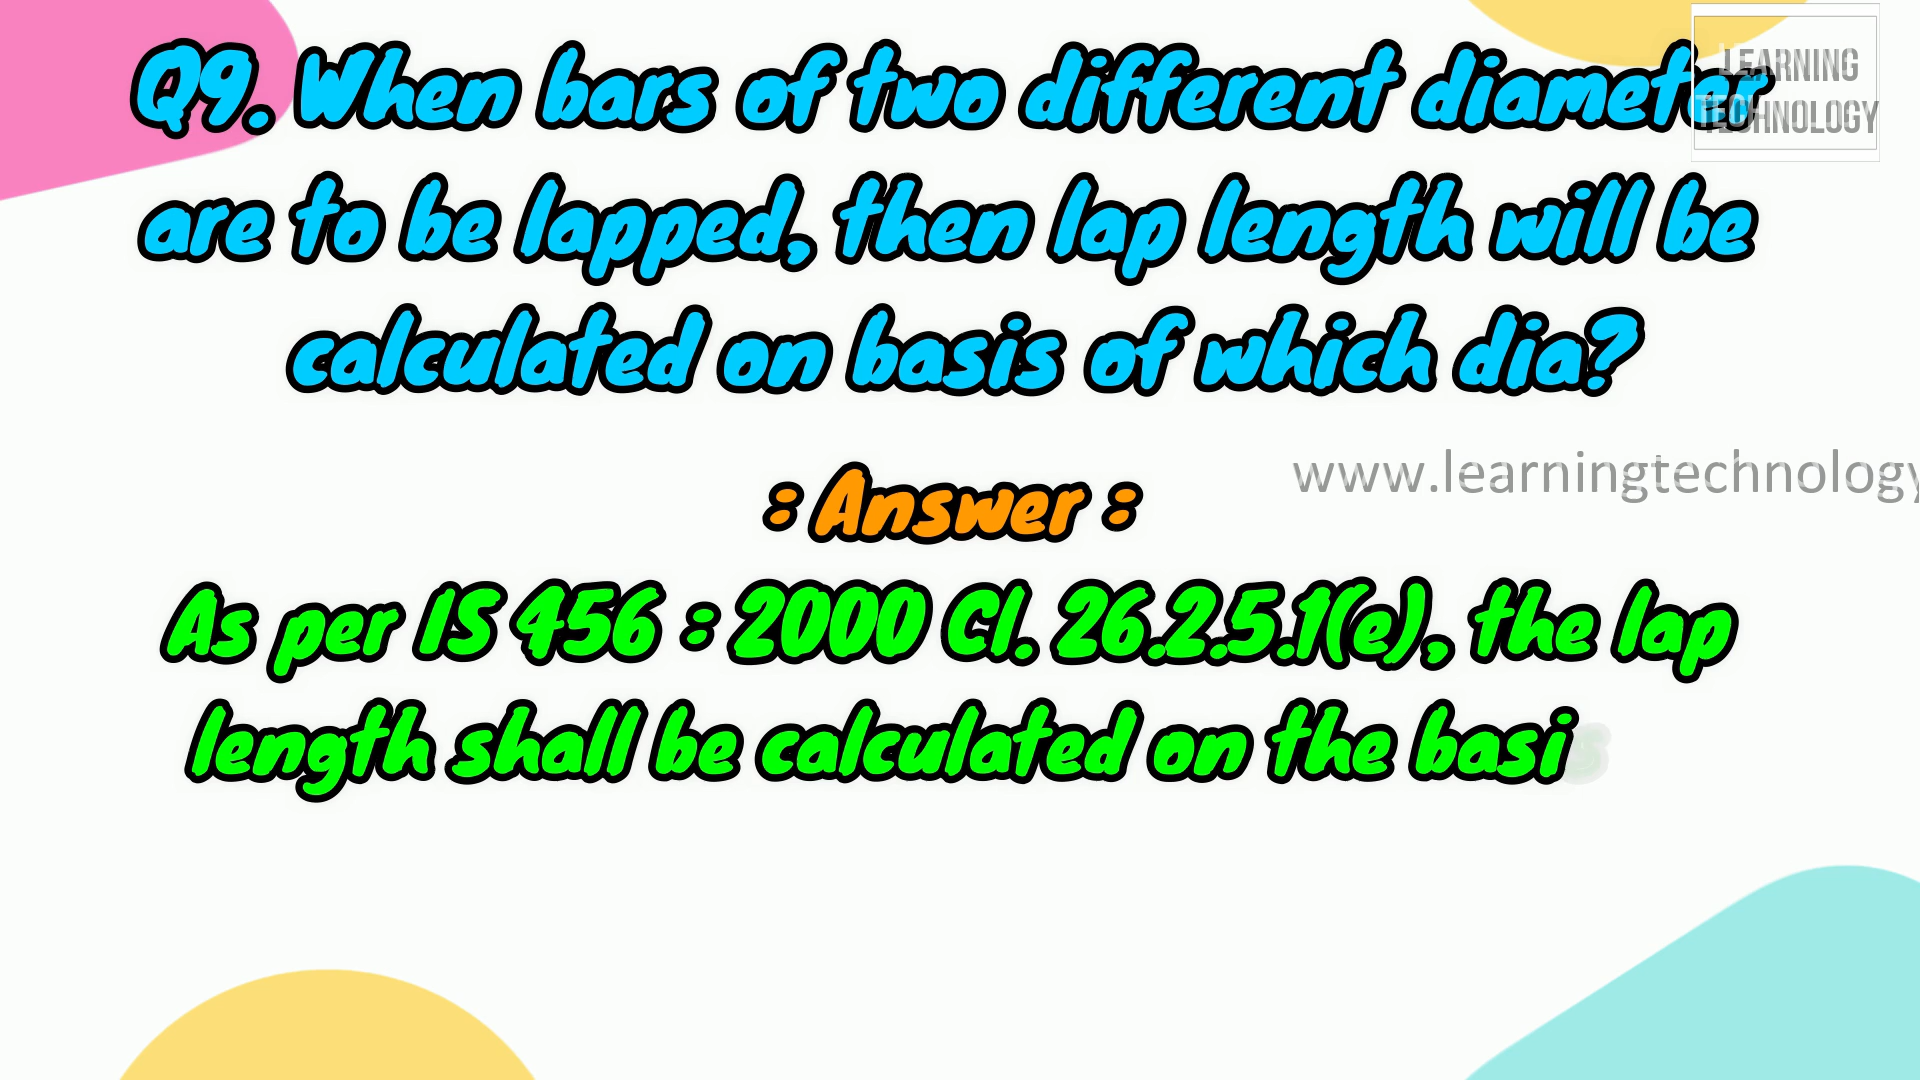 Q9. When bars of two different diameter
LEARNING
TECHNOLOGY
are to be lapped, then lap length will be
calculated on basis of which dia?
www.learningtechnology
: Answer :
As per IS 456 : 2000 Cl. 26.2.5.1(e), the lap
length shall be calculated on the basis